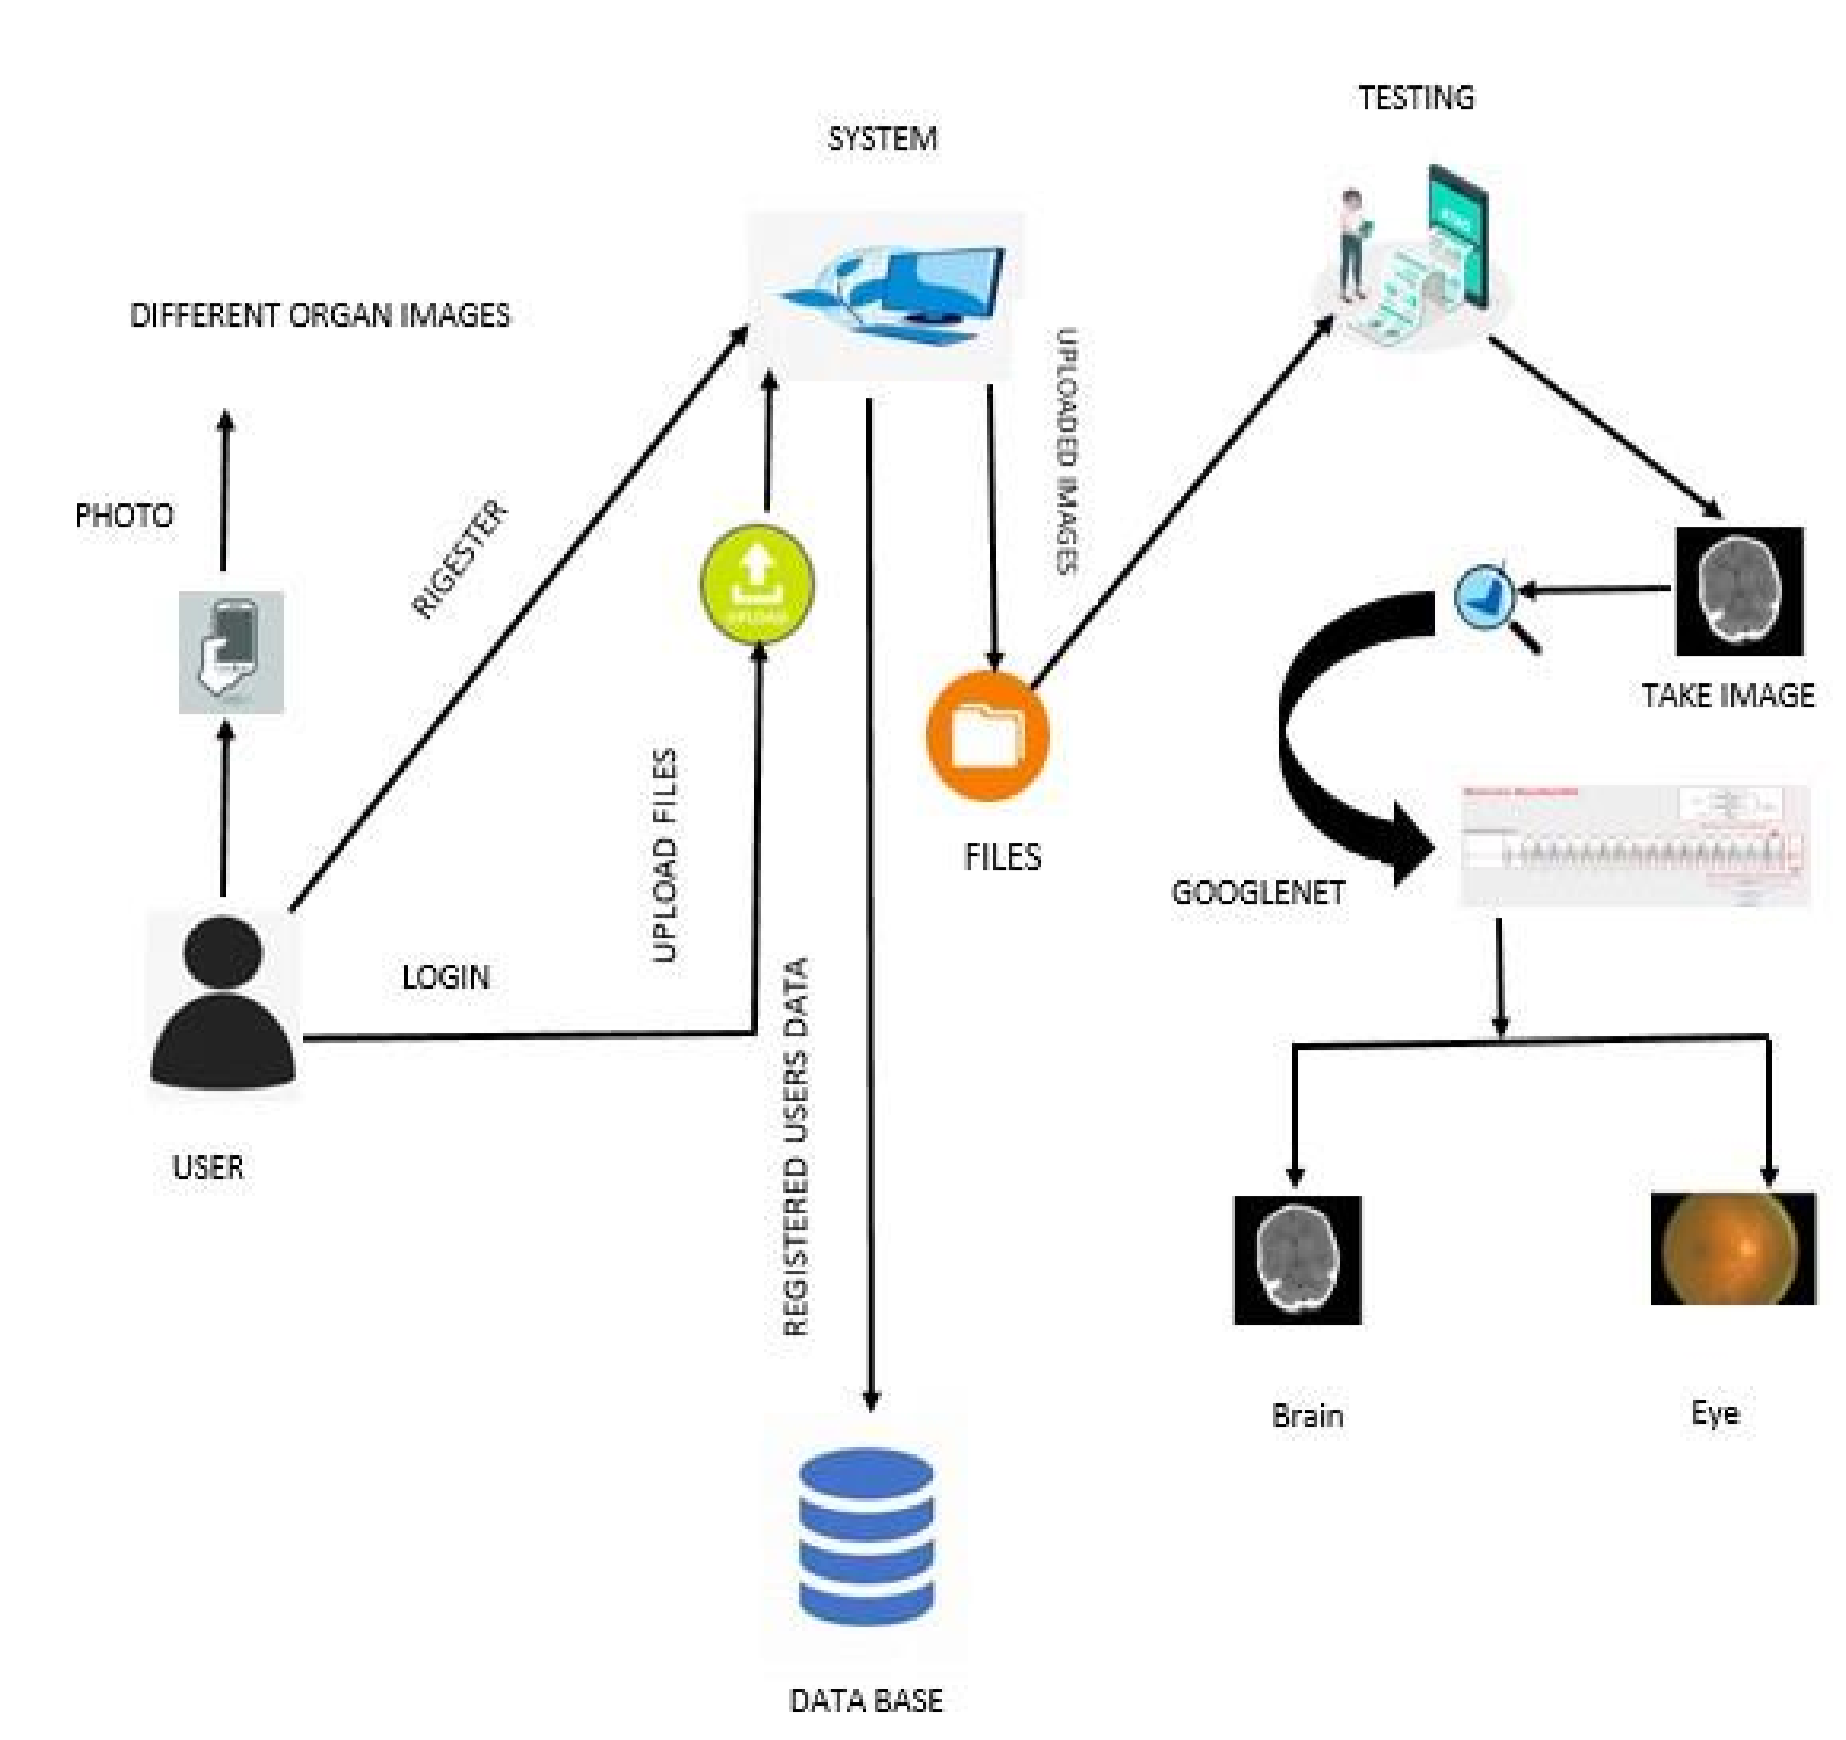 TESTING
SYSTEM
DIFFERENT ORGAN IMAGES
UPLOADED IMAGES
PHOTO
RIGESTER
UPLOAD
TAKE IMAGE
UPLOAD FILES
FILES
GOOGLENET
LOGIN
REGISTERED USERS DATA
USER
Brain
Eye
DATA BASE